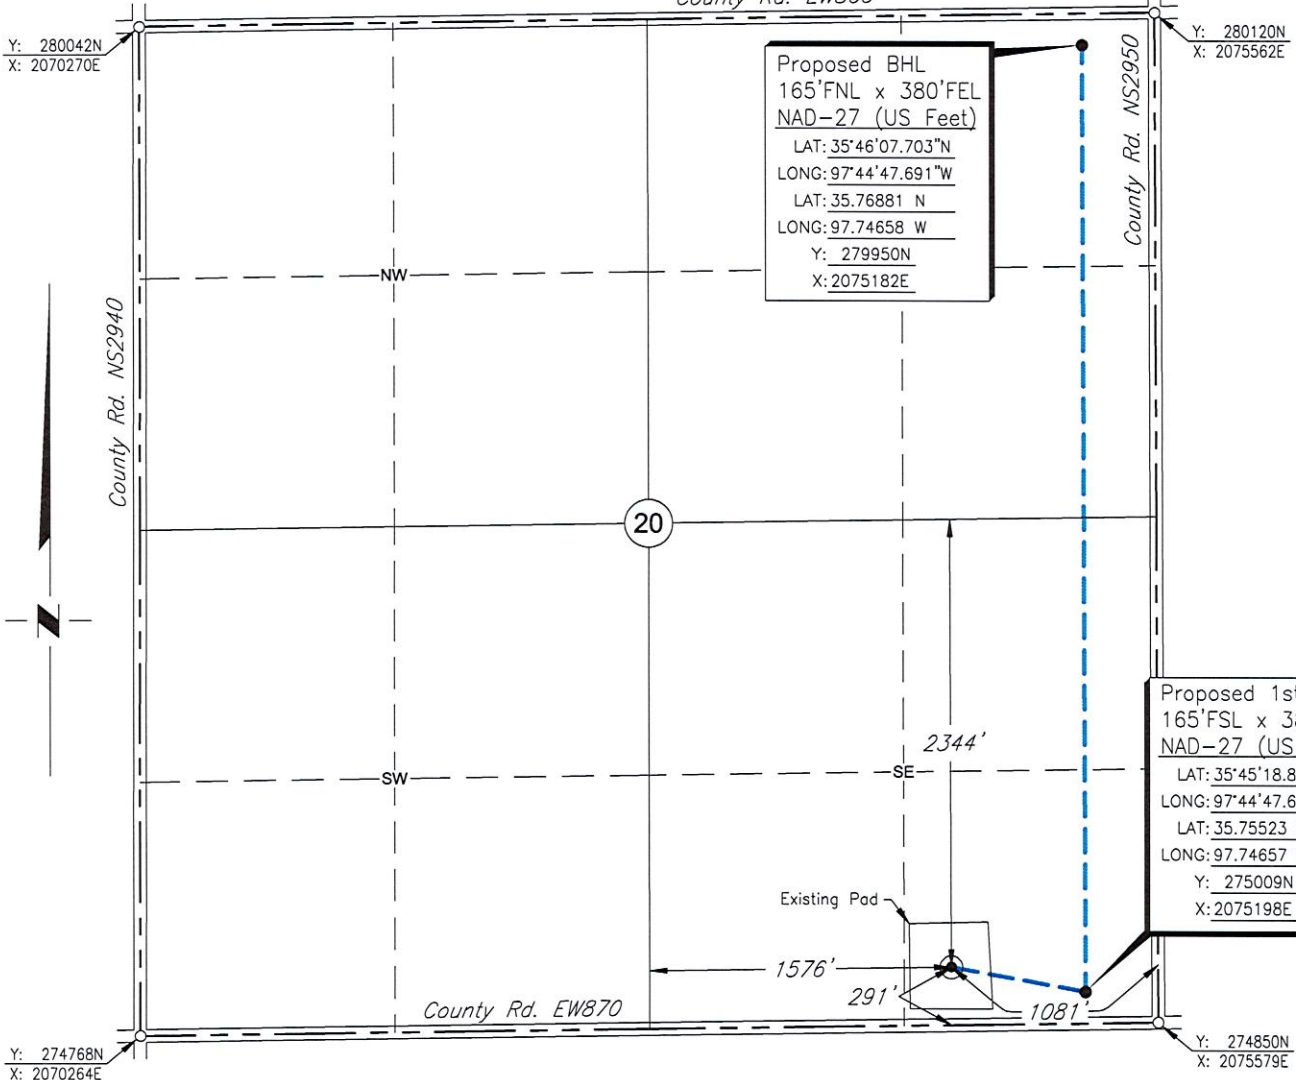 Y: 280042N
X: 2070270E
Y: 280120N
X: 2075562E
County Rd. NS2950
Proposed BHL
165'FNL x 380'FEL
NAD-27 (US Feet)
LAT: 35°46'07.703"N
LONG: 97°44'47.691"W
LAT: 35.76881 N
LONG: 97.74658 W
Y: 279950N
X: 2075182E
NW
County Rd. NS2940
20
N
2344'
SW
SE
Proposed 1st
165'FSL x 38
NAD-27 (US
LAT: 35°45'18.8
LONG: 97°44'47.6
LAT: 35.75523
LONG: 97.74657
Y: 275009N
X: 2075198E
Existing Pad
1576'
291'
1081'
County Rd. EW870
Y: 274768N
X: 2070264E
Y: 274850N
X: 2075579E